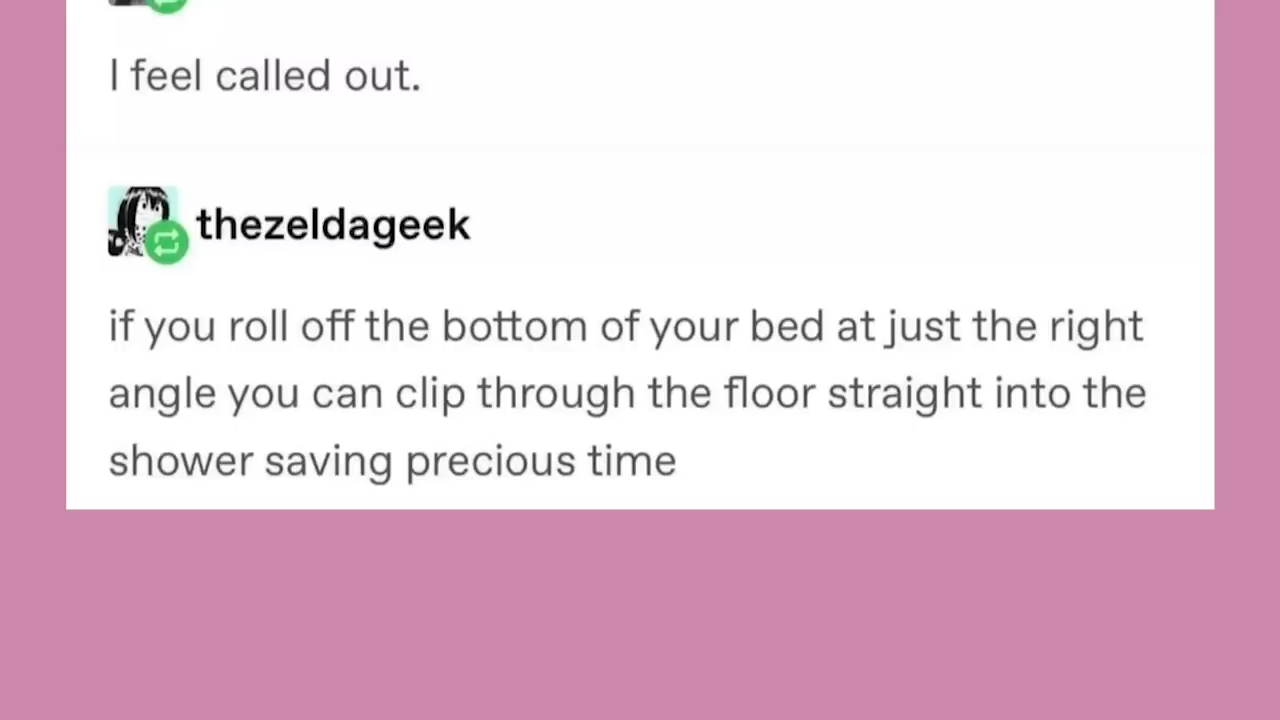 I feel called out.
thezeldageek
if you roll off the bottom of your bed at just the right
angle you can clip through the floor straight into the
shower saving precious time